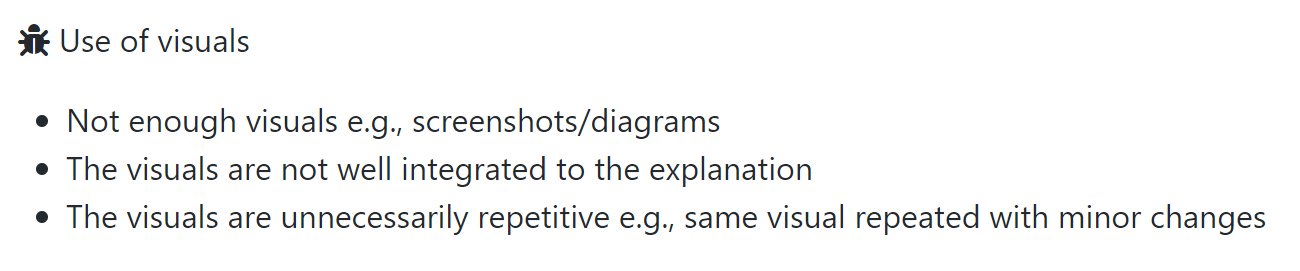 Use of visuals
Not enough visuals e.g., screenshots/diagrams
The visuals are not well integrated to the explanation
The visuals are unnecessarily repetitive e.g., same visual repeated with minor changes